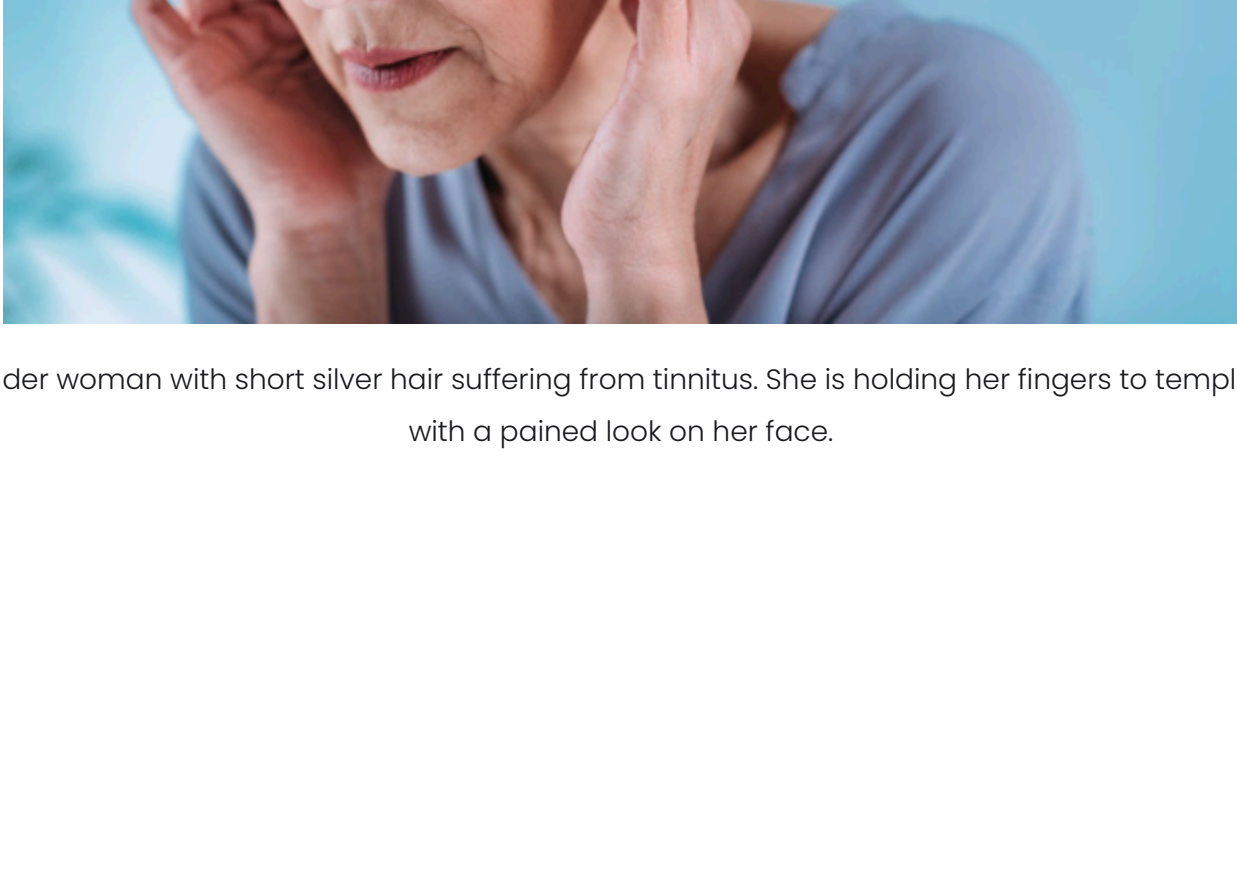 der woman with short silver hair suffering from tinnitus. She is holding her fingers to templ
with a pained look on her face.